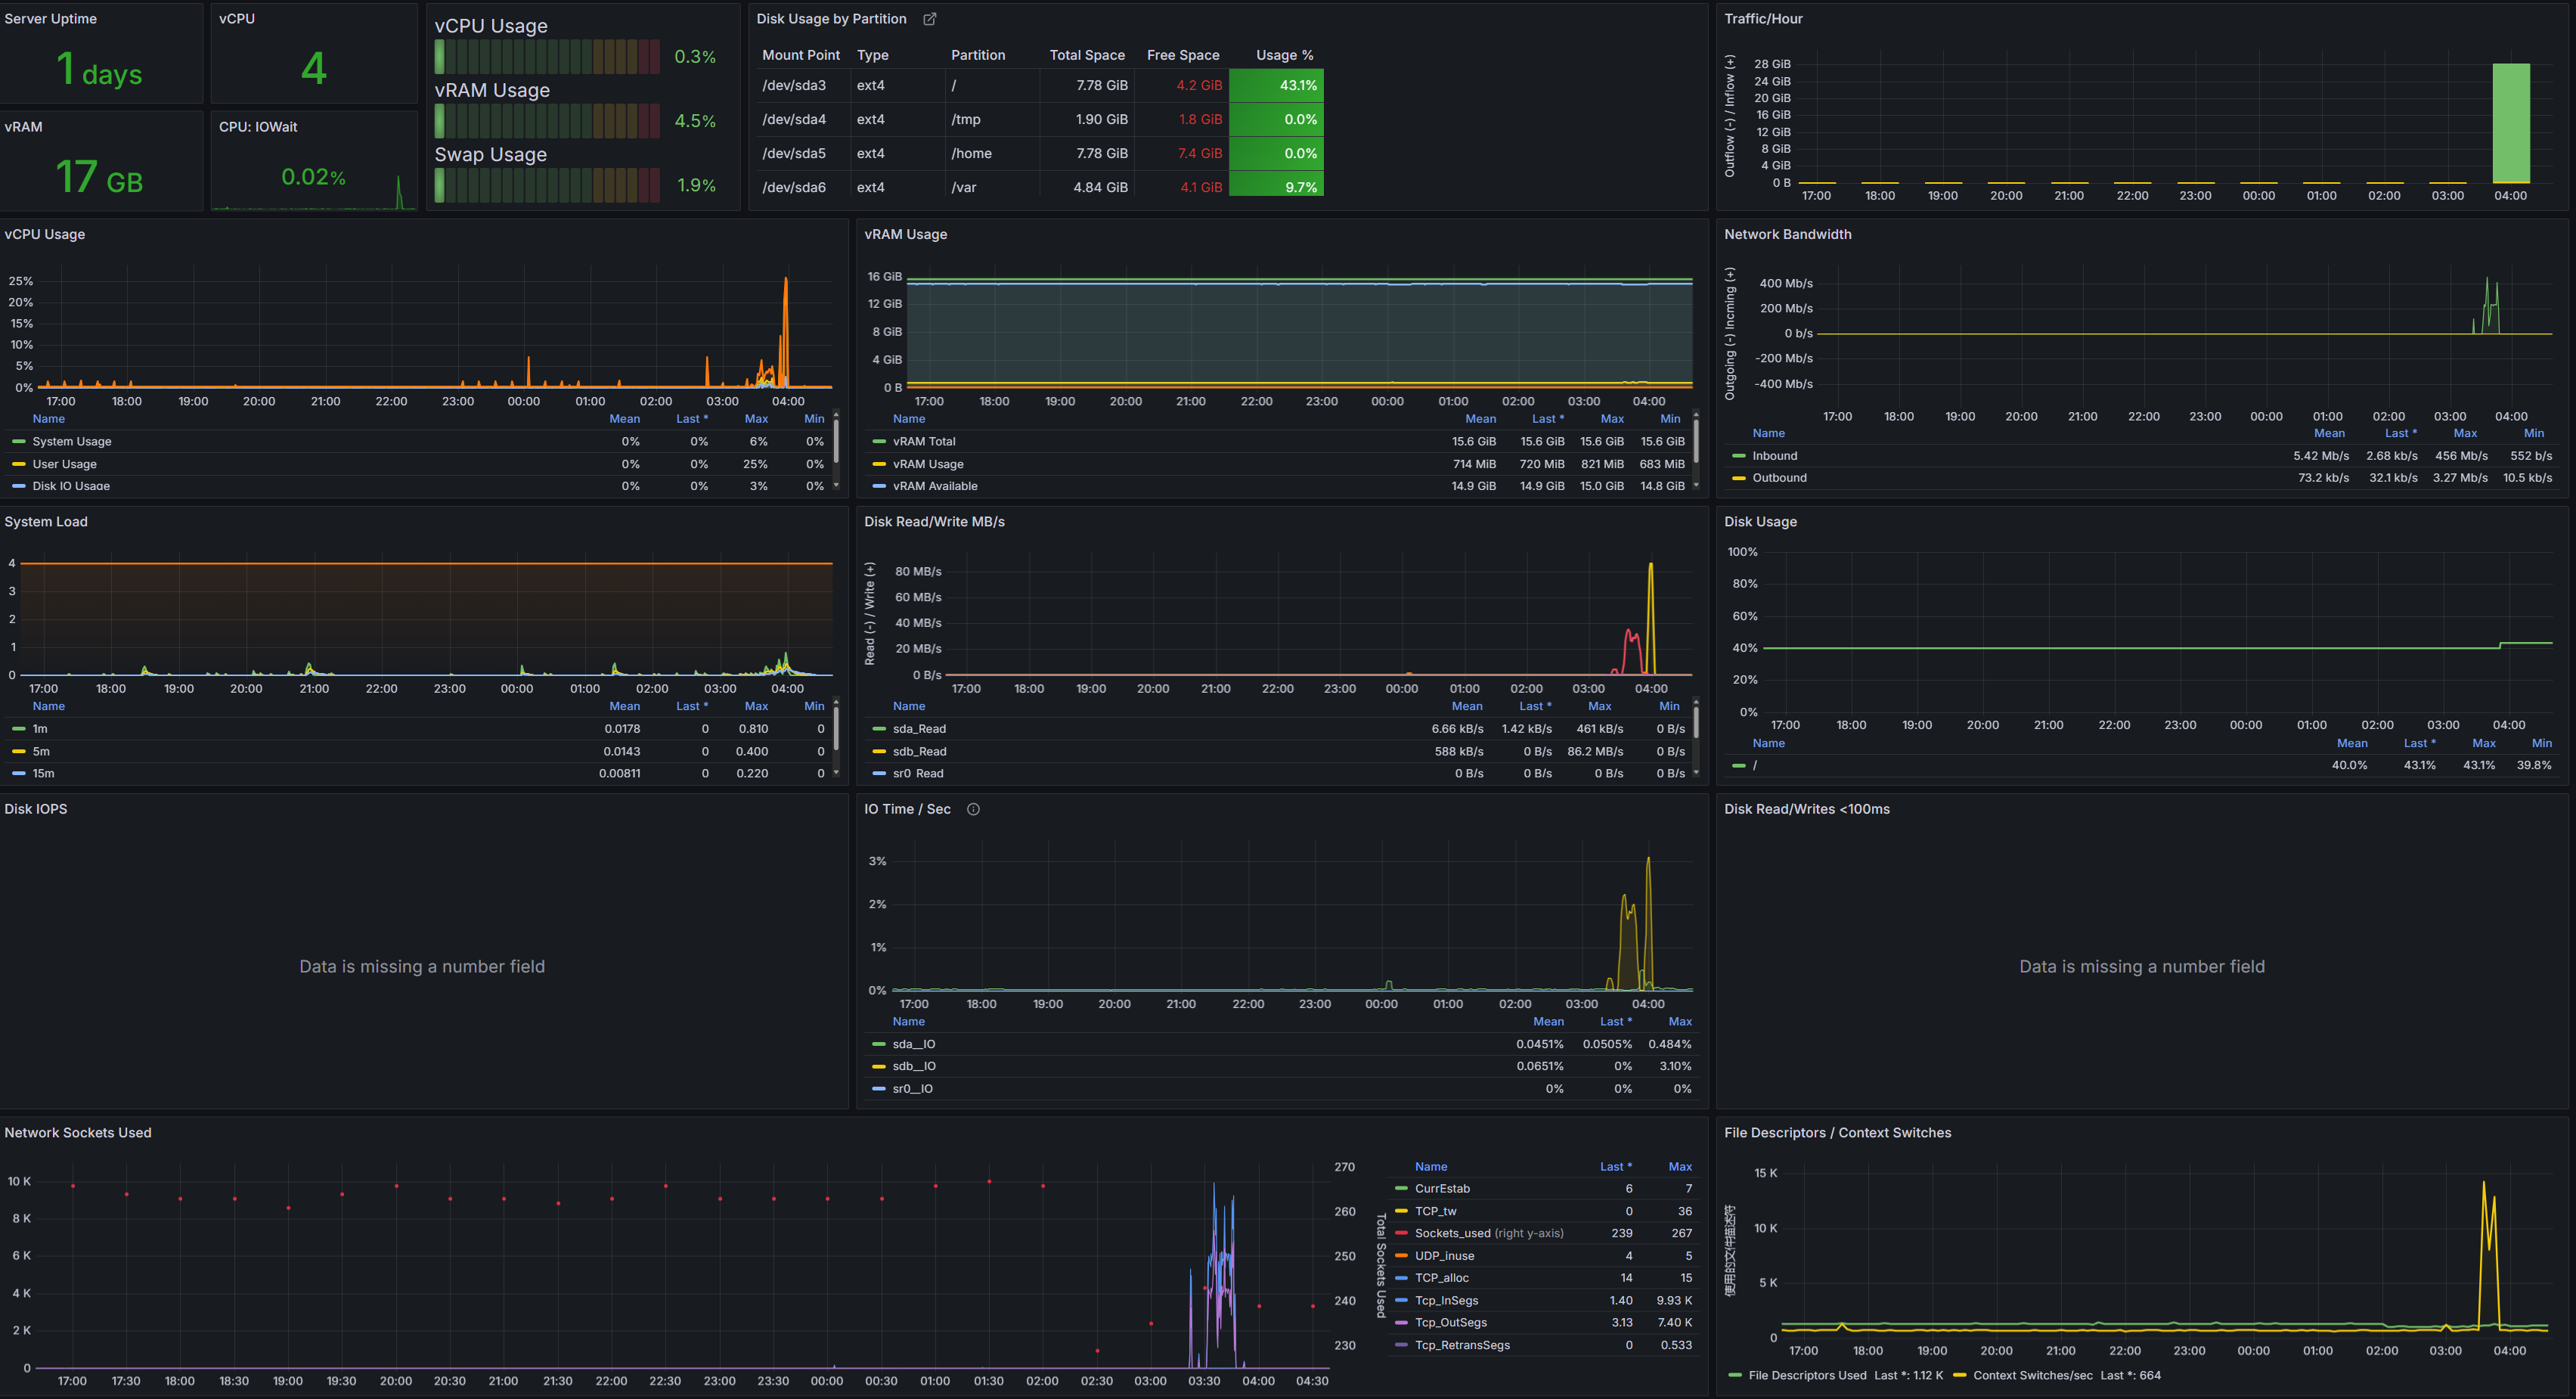 Server Uptime
1 days
vCPU
4
vRAM
17 GB
CPU: IOWait
0.02%
vCPU Usage
0.3%
vRAM Usage
4.5%
Swap Usage
1.9%
Disk Usage by Partition
Mount Point Type Partition Total Space Free Space Usage %
/dev/sda3 ext4 / 7.78 GiB 4.2 GiB 43.1%
/dev/sda4 ext4 /tmp 1.90 GiB 1.8 GiB 0.0%
/dev/sda5 ext4 /home 7.78 GiB 7.4 GiB 0.0%
/dev/sda6 ext4 /var 4.84 GiB 4.1 GiB 9.7%
Traffic/Hour
Outflow (-) / Inflow (+)
28 GiB
24 GiB
20 GiB
16 GiB
12 GiB
8 GiB
4 GiB
0 B
17:00 18:00 19:00 20:00 21:00 22:00 23:00 00:00 01:00 02:00 03:00 04:00
vCPU Usage
25%
20%
15%
10%
5%
0%
17:00 18:00 19:00 20:00 21:00 22:00 23:00 00:00 01:00 02:00 03:00 04:00
Name Mean Last * Max Min
System Usage 0% 0% 6% 0%
User Usage 0% 0% 25% 0%
Disk IO Usage 0% 0% 3% 0%
vRAM Usage
16 GiB
12 GiB
8 GiB
4 GiB
0 B
17:00 18:00 19:00 20:00 21:00 22:00 23:00 00:00 01:00 02:00 03:00 04:00
Name Mean Last * Max Min
vRAM Total 15.6 GiB 15.6 GiB 15.6 GiB 15.6 GiB
vRAM Usage 714 MiB 720 MiB 821 MiB 683 MiB
vRAM Available 14.9 GiB 14.9 GiB 15.0 GiB 14.8 GiB
Network Bandwidth
Outgoing (-) Incming (+)
400 Mb/s
200 Mb/s
0 b/s
-200 Mb/s
-400 Mb/s
17:00 18:00 19:00 20:00 21:00 22:00 23:00 00:00 01:00 02:00 03:00 04:00
Name Mean Last * Max Min
Inbound 5.42 Mb/s 2.68 kb/s 456 Mb/s 552 b/s
Outbound 73.2 kb/s 32.1 kb/s 3.27 Mb/s 10.5 kb/s
System Load
4
3
2
1
0
17:00 18:00 19:00 20:00 21:00 22:00 23:00 00:00 01:00 02:00 03:00 04:00
Name Mean Last * Max Min
1m 0.0178 0 0.810 0
5m 0.0143 0 0.400 0
15m 0.00811 0 0.220 0
Disk Read/Write MB/s
Read (-) / Write (+)
80 MB/s
60 MB/s
40 MB/s
20 MB/s
0 B/s
17:00 18:00 19:00 20:00 21:00 22:00 23:00 00:00 01:00 02:00 03:00 04:00
Name Mean Last * Max Min
sda_Read 6.66 kB/s 1.42 kB/s 461 kB/s 0 B/s
sdb_Read 588 kB/s 0 B/s 86.2 MB/s 0 B/s
sr0_Read 0 B/s 0 B/s 0 B/s 0 B/s
Disk Usage
100%
80%
60%
40%
20%
0%
17:00 18:00 19:00 20:00 21:00 22:00 23:00 00:00 01:00 02:00 03:00 04:00
Name Mean Last * Max Min
/ 40.0% 43.1% 43.1% 39.8%
Disk IOPS
Data is missing a number field
IO Time / Sec
3%
2%
1%
0%
17:00 18:00 19:00 20:00 21:00 22:00 23:00 00:00 01:00 02:00 03:00 04:00
Name Mean Last * Max
sda__IO 0.0451% 0.0505% 0.484%
sdb__IO 0.0651% 0% 3.10%
sr0__IO 0% 0% 0%
Disk Read/Writes <100ms
Data is missing a number field
Network Sockets Used
10 K
8 K
6 K
4 K
2 K
0
270
260
250
240
230
Total Sockets Used
17:00 17:30 18:00 18:30 19:00 19:30 20:00 20:30 21:00 21:30 22:00 22:30 23:00 23:30 00:00 00:30 01:00 01:30 02:00 02:30 03:00 03:30 04:00 04:30
Name Last * Max
CurrEstab 6 7
TCP_tw 0 36
Sockets_used (right y-axis) 239 267
UDP_inuse 4 5
TCP_alloc 14 15
Tcp_InSegs 1.40 9.93 K
Tcp_OutSegs 3.13 7.40 K
Tcp_RetransSegs 0 0.533
File Descriptors / Context Switches
使用的文件描述符
15 K
10 K
5 K
0
17:00 18:00 19:00 20:00 21:00 22:00 23:00 00:00 01:00 02:00 03:00 04:00
File Descriptors Used Last *: 1.12 K Context Switches/sec Last *: 664